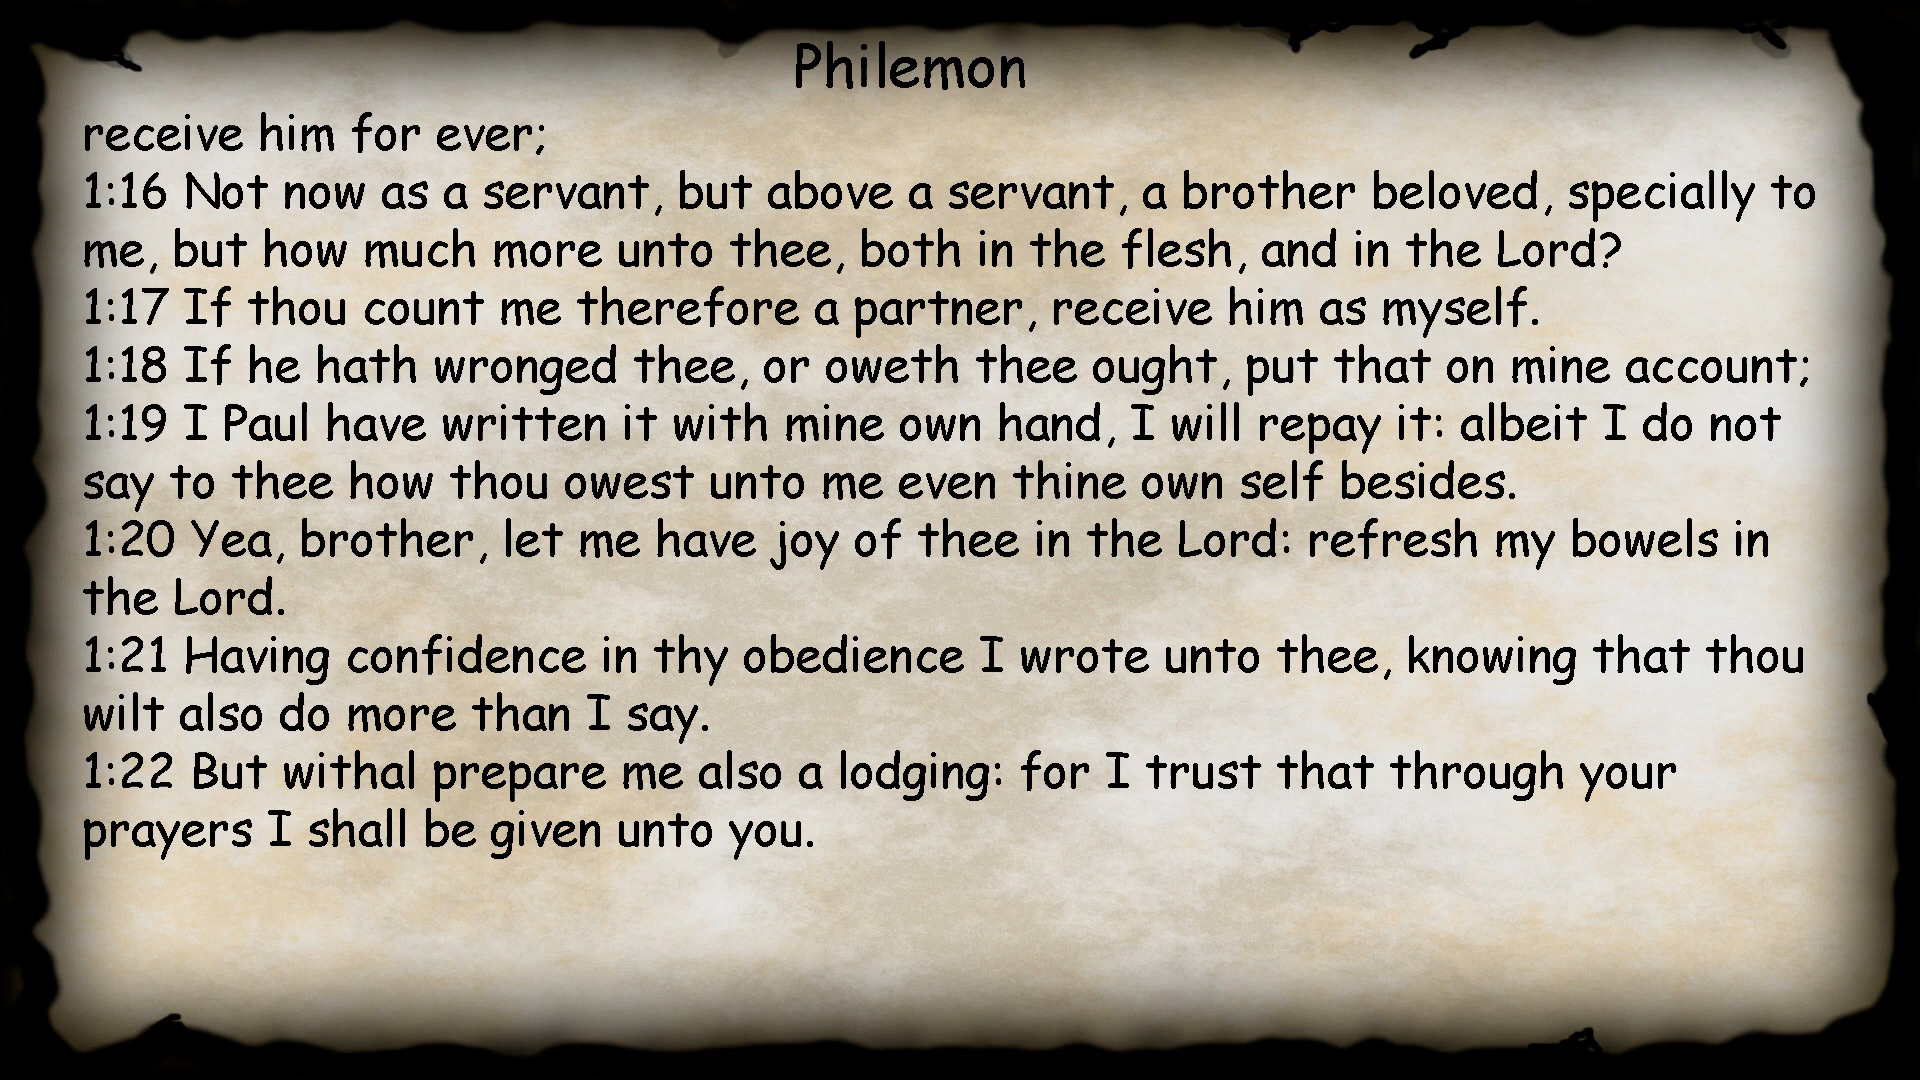 Philemon
receive him for ever;
1:16 Not now as a servant, but above a servant, a brother beloved, specially to
me, but how much more unto thee, both in the flesh, and in the Lord?
1:17 If thou count me therefore a partner, receive him as myself.
1:18 If he hath wronged thee, or oweth thee ought, put that on mine account;
1:19 I Paul have written it with mine own hand, I will repay it: albeit I do not
say to thee how thou owest unto me even thine own self besides.
1:20 Yea, brother, let me have joy of thee in the Lord: refresh my bowels in
the Lord.
1:21 Having confidence in thy obedience I wrote unto thee, knowing that thou
wilt also do more than I say.
1:22 But withal prepare me also a lodging: for I trust that through your
prayers I shall be given unto you.